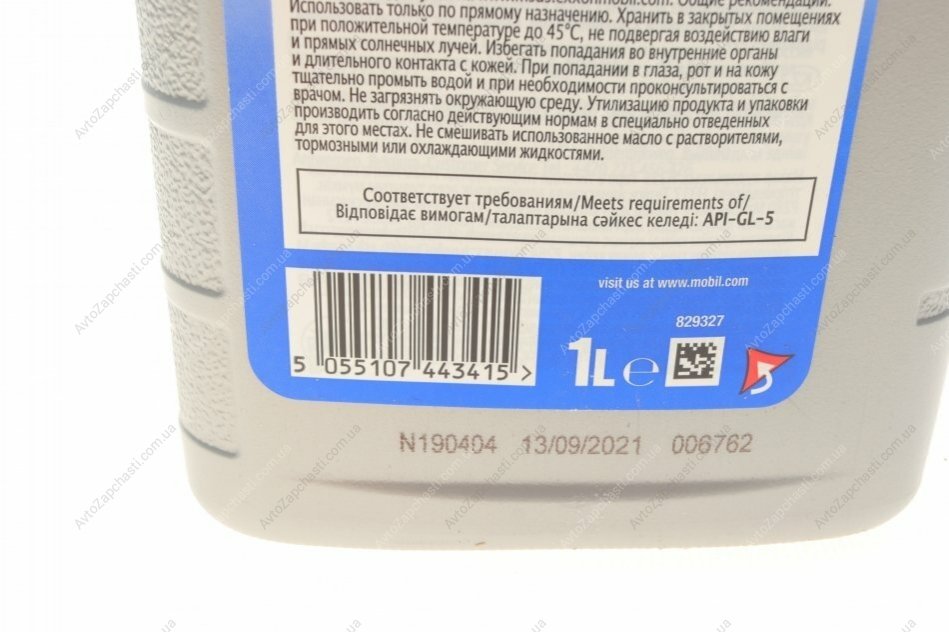 Общие рекомендации:
Использовать только по прямому назначению. Хранить в закрытых помещениях
при положительной температуре до 45°C, не подвергая воздействию влаги
и прямых солнечных лучей. Избегать попадания во внутренние органы
и длительного контакта с кожей. При попадании в глаза, рот и на кожу
тщательно промыть водой и при необходимости проконсультироваться с
врачом. Не загрязнять окружающую среду. Утилизацию продукта и упаковки
производить согласно действующим нормам в специально отведенных
для этого местах. Не смешивать использованное масло с растворителями,
тормозными или охлаждающими жидкостями.
Соответствует требованиям/Meets requirements of/
Відповідає вимогам/талаптарына сәйкес келеді: API-GL-5
visit us at www.mobil.com
829327
5 055107 443415 >
1L e
N190404 13/09/2021 006762
AvtoZapchasti.com.ua